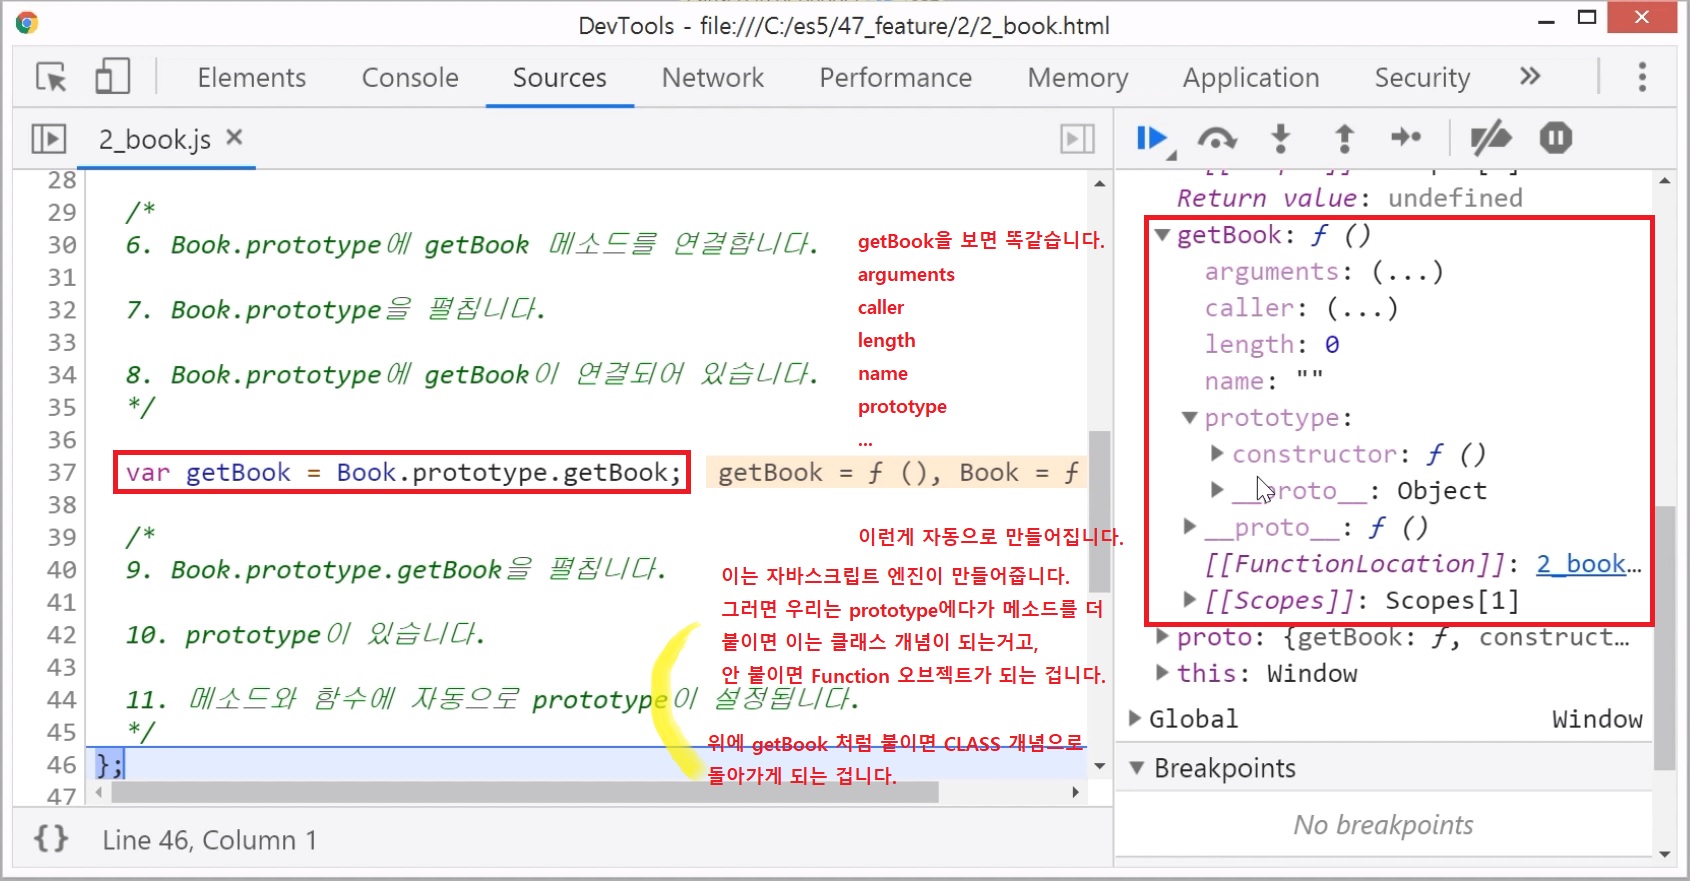 DevTools - file:///C:/es5/47_feature/2/2_book.html
Elements Console Sources Network Performance Memory Application Security »
2_book.js ×
28
29 /*
30 6. Book.prototype에 getBook 메소드를 연결합니다.
31
32 7. Book.prototype을 펼칩니다.
33
34 8. Book.prototype에 getBook이 연결되어 있습니다.
35 */
36
37 var getBook = Book.prototype.getBook; getBook = ƒ (), Book = ƒ
38
39 /*
40 9. Book.prototype.getBook을 펼칩니다.
41
42 10. prototype이 있습니다.
43
44 11. 메소드와 함수에 자동으로 prototype이 설정됩니다.
45 */
46 };
47
{} Line 46, Column 1
getBook을 보면 똑같습니다.
arguments
caller
length
name
prototype
...
이런게 자동으로 만들어집니다.
이는 자바스크립트 엔진이 만들어줍니다.
그러면 우리는 prototype에다가 메소드를 더
붙이면 이는 클래스 개념이 되는거고,
안 붙이면 Function 오브젝트가 되는 겁니다.
위에 getBook 처럼 붙이면 CLASS 개념으로
돌아가게 되는 겁니다.
Return value: undefined
getBook: ƒ ()
arguments: (...)
caller: (...)
length: 0
name: ""
prototype:
constructor: ƒ ()
__proto__: Object
__proto__: ƒ ()
[[FunctionLocation]]: 2_book…
[[Scopes]]: Scopes[1]
proto: {getBook: ƒ, construct…
this: Window
Global Window
Breakpoints
No breakpoints